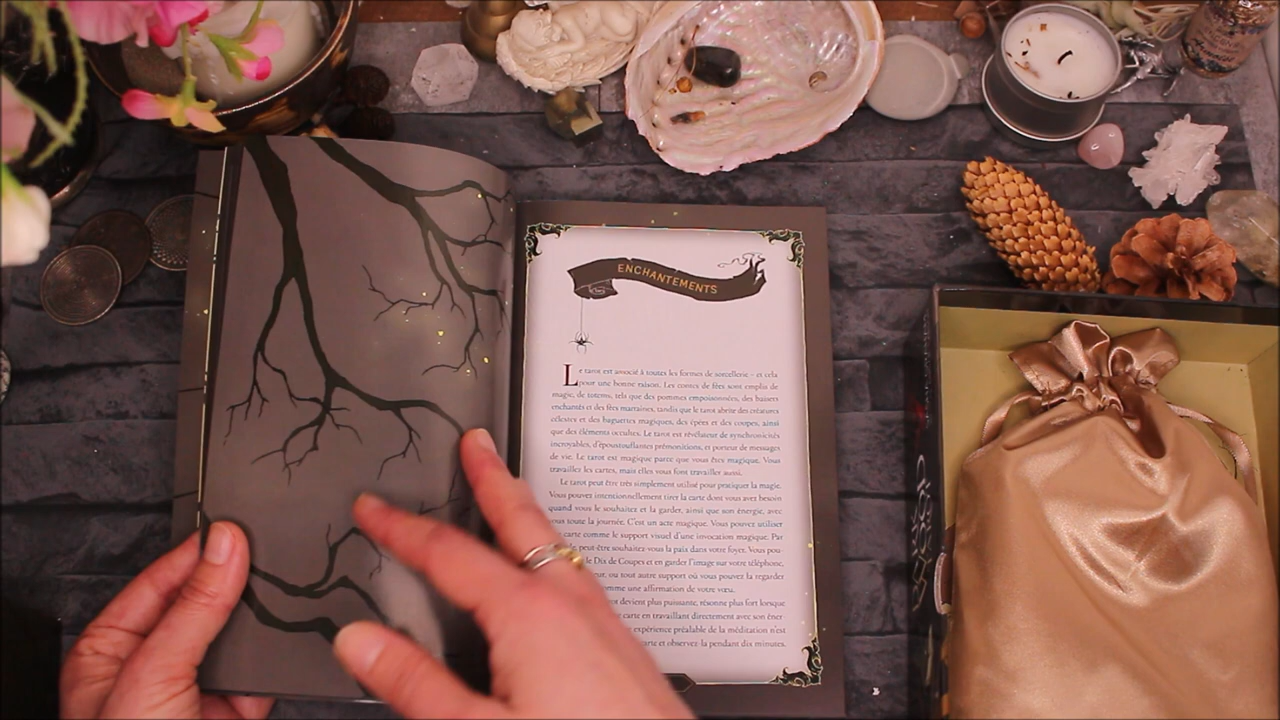 ENCHANTEMENTS
Le tarot est associé à toutes les formes de sorcellerie – et cela
pour une bonne raison. Les contes de fées sont emplis de
magie, de totems, tels que des pommes empoisonnées, des baisers
enchantés et des fées marraines, tandis que le tarot abrite des créatures
célestes et des baguettes magiques, des épées et des coupes, ainsi
que des éléments occultes. Le tarot est révélateur de synchronicités
incroyables, d'époustouflantes prémonitions, et porteur de messages
de vie. Le tarot est magique parce que vous êtes magique. Vous
travaillez les cartes, mais elles vous font travailler aussi.
Le tarot peut être très simplement utilisé pour pratiquer la magie.
Vous pouvez intentionnellement tirer la carte dont vous avez besoin
quand vous le souhaitez et la garder, ainsi que son énergie, avec
vous toute la journée. C'est un acte magique. Vous pouvez utiliser
carte comme le support visuel d'une invocation magique. Par
peut-être souhaitez-vous la paix dans votre foyer. Vous pou-
le Dix de Coupes et en garder l'image sur votre téléphone,
ou tout autre support où vous pouvez la regarder
comme une affirmation de votre vœu.
devient plus puissante, résonne plus fort lorsque
carte en travaillant directement avec son éner-
expérience préalable de la méditation n'est
carte et observez-la pendant dix minutes.